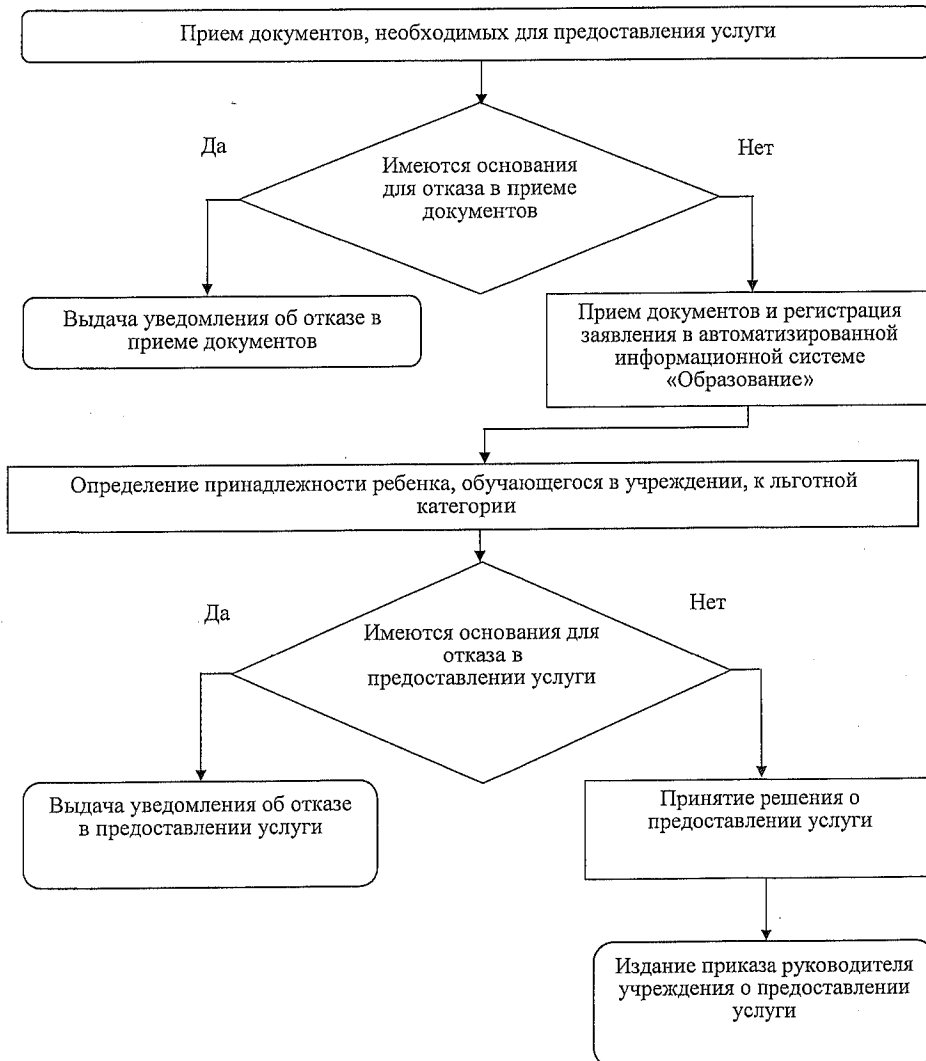 Прием документов, необходимых для предоставления услуги
Да
Нет
Имеются основания
для отказа в приеме
документов
Выдача уведомления об отказе в
приеме документов
Прием документов и регистрация
заявления в автоматизированной
информационной системе
«Образование»
Определение принадлежности ребенка, обучающегося в учреждении, к льготной
категории
Да
Нет
Имеются основания для
отказа в
предоставлении услуги
Выдача уведомления об отказе
в предоставлении услуги
Принятие решения о
предоставлении услуги
Издание приказа руководителя
учреждения о предоставлении
услуги